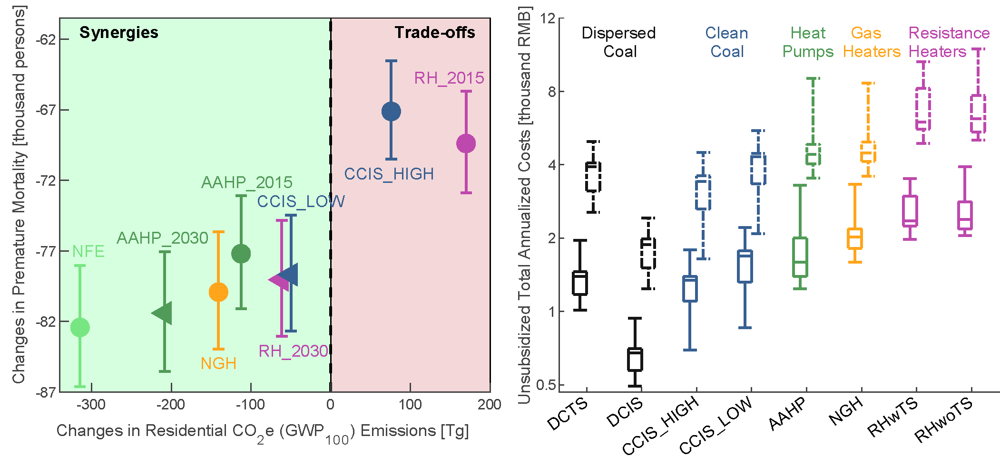 Changes in Premature Mortality [thousand persons]
-62
-67
-72
-77
-82
-87
Synergies
Trade-offs
RH_2015
CCIS_HIGH
AAHP_2015
CCIS_LOW
AAHP_2030
NFE
RH_2030
NGH
-300
-200
-100
0
100
200
Changes in Residential CO2e (GWP100) Emissions [Tg]
Unsubsidized Total Annualized Costs [thousand RMB]
12
8
4
2
1
0.5
Dispersed
Coal
Clean
Coal
Heat
Pumps
Gas
Heaters
Resistance
Heaters
DCTS
DCIS
CCIS_HIGH
CCIS_LOW
AAHP
NGH
RHwTS
RHwoTS